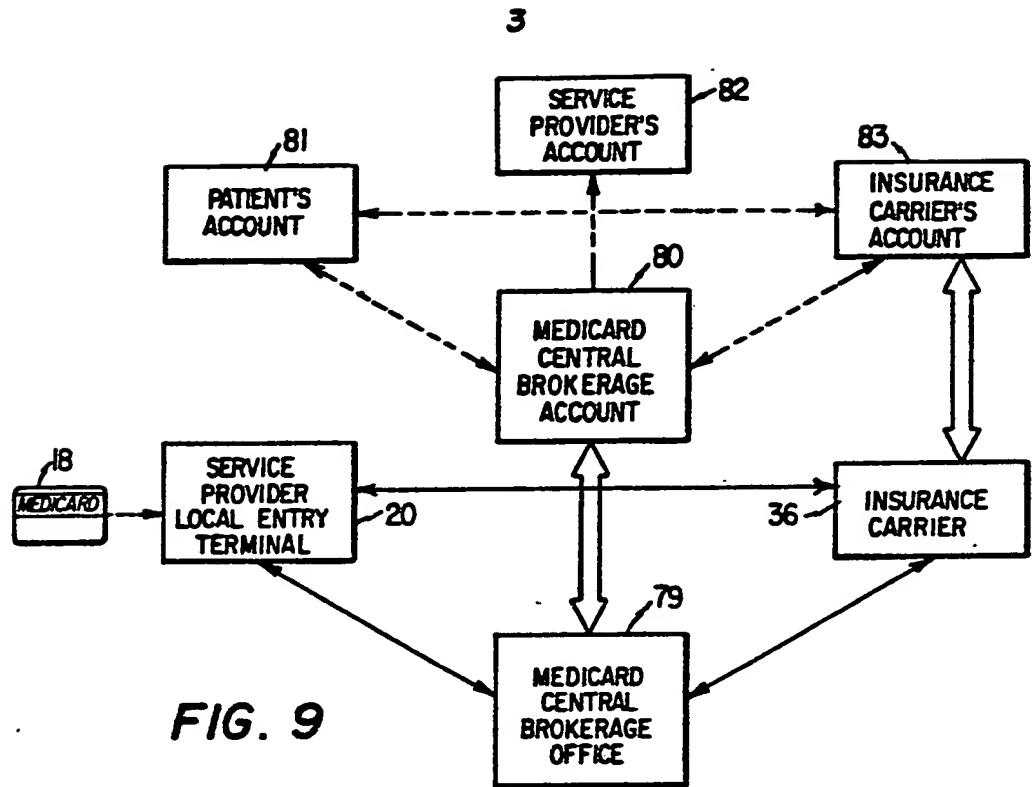 3
SERVICE
PROVIDER'S
ACCOUNT
82
81
PATIENT'S
ACCOUNT
83
INSURANCE
CARRIER'S
ACCOUNT
80
MEDICARD
CENTRAL
BROKERAGE
ACCOUNT
18
MEDICARD
SERVICE
PROVIDER
LOCAL ENTRY
TERMINAL
20
36
INSURANCE
CARRIER
79
MEDICARD
CENTRAL
BROKERAGE
OFFICE
FIG. 9